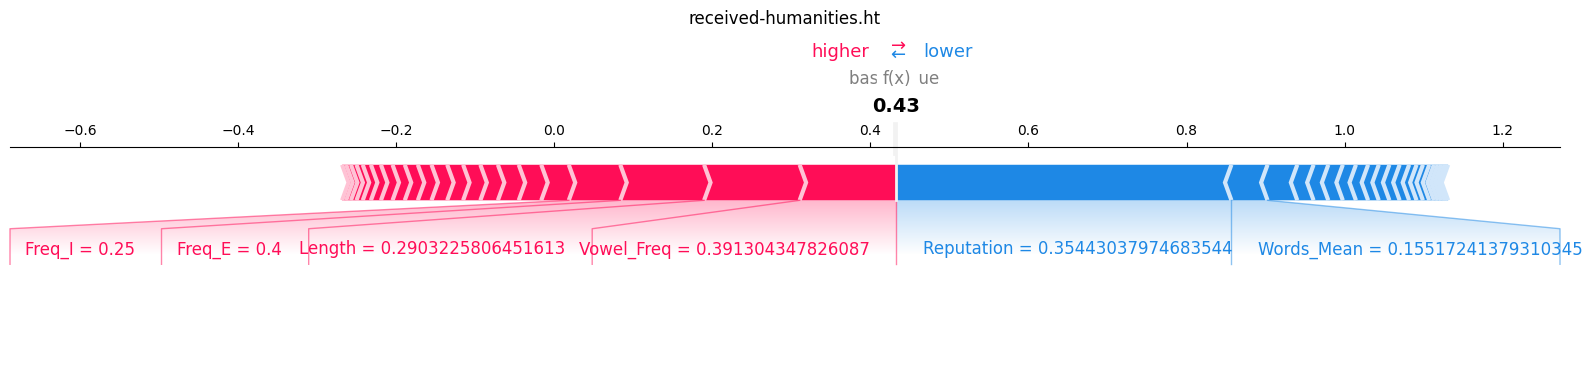 received-humanities.ht
higher ⇄ lower
bas f(x) ue
0.43
−0.6 −0.4 −0.2 0.0 0.2 0.4 0.6 0.8 1.0 1.2
Freq_I = 0.25 Freq_E = 0.4 Length = 0.2903225806451613 Vowel_Freq = 0.391304347826087 Reputation = 0.35443037974683544 Words_Mean = 0.15517241379310345